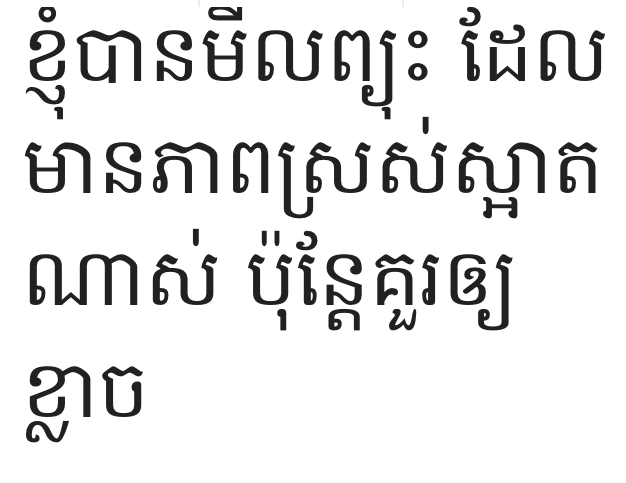 ខ្ញុំបានមីលព្យុះ ដែល
មានភាពស្រស់ស្អាត
ណាស់ ប៉ុន្តែគួរឲ្យ
ខ្លាច